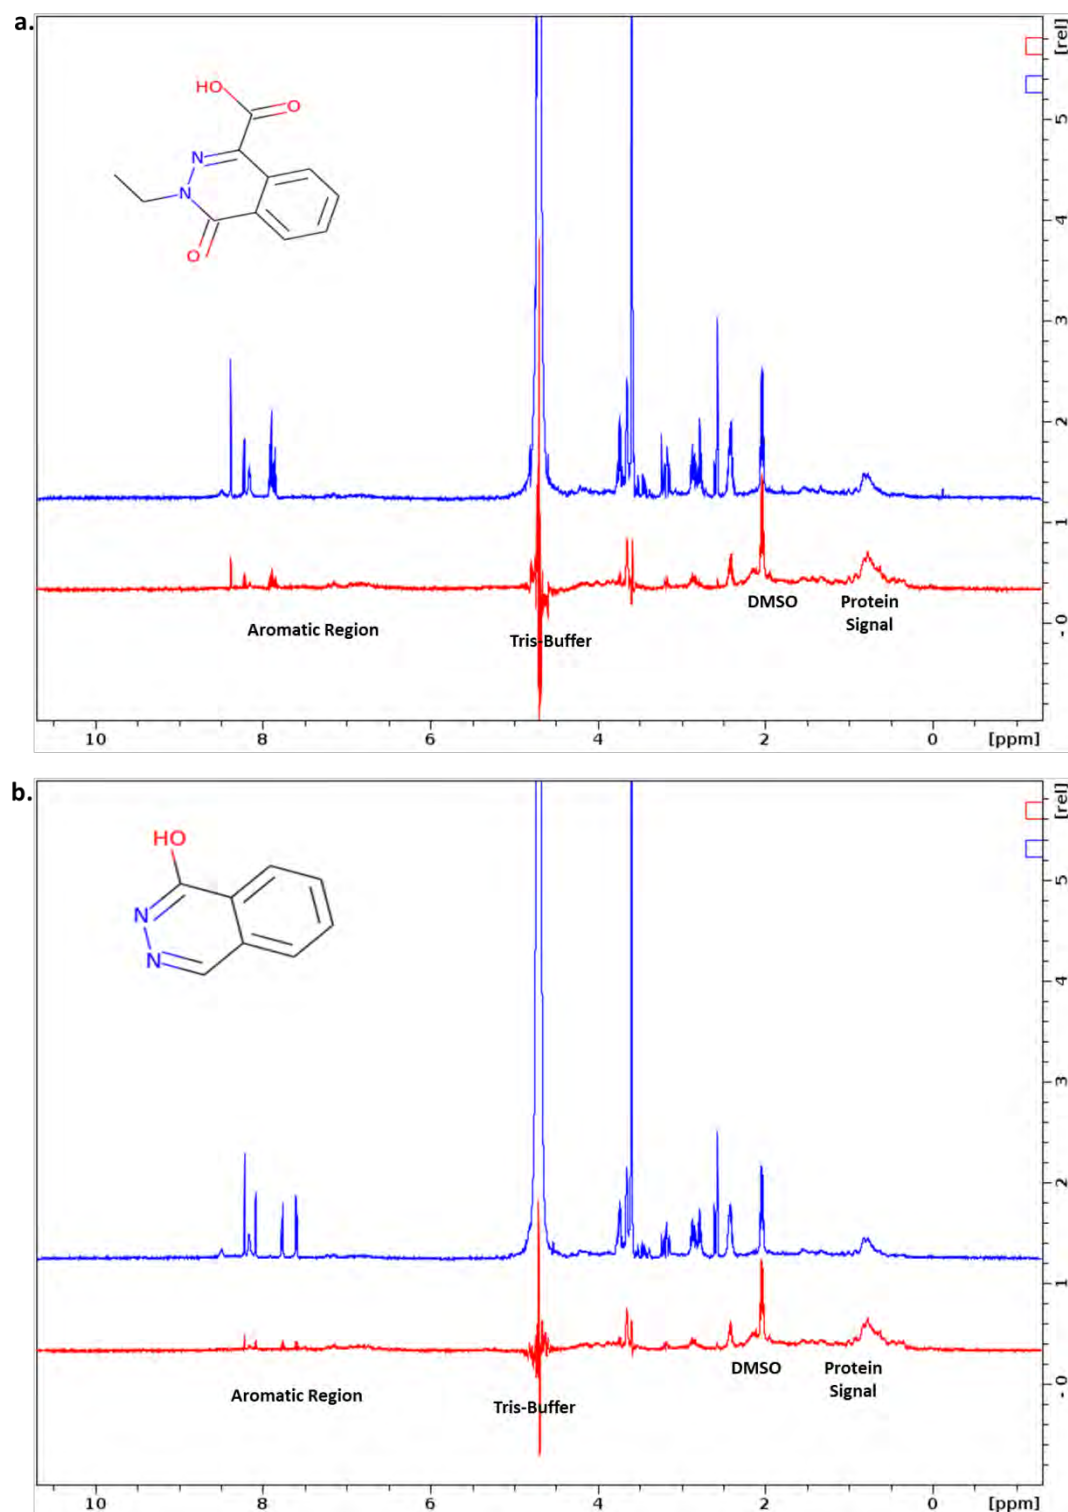 a.
[rel]
HO
O
N
N
O
5
4
3
2
1
- 0
Aromatic Region
Tris-Buffer
DMSO
Protein
Signal
10 8 6 4 2 0 [ppm]
b.
[rel]
HO
N
N
5
4
3
2
1
- 0
Aromatic Region
Tris-Buffer
DMSO
Protein
Signal
10 8 6 4 2 0 [ppm]